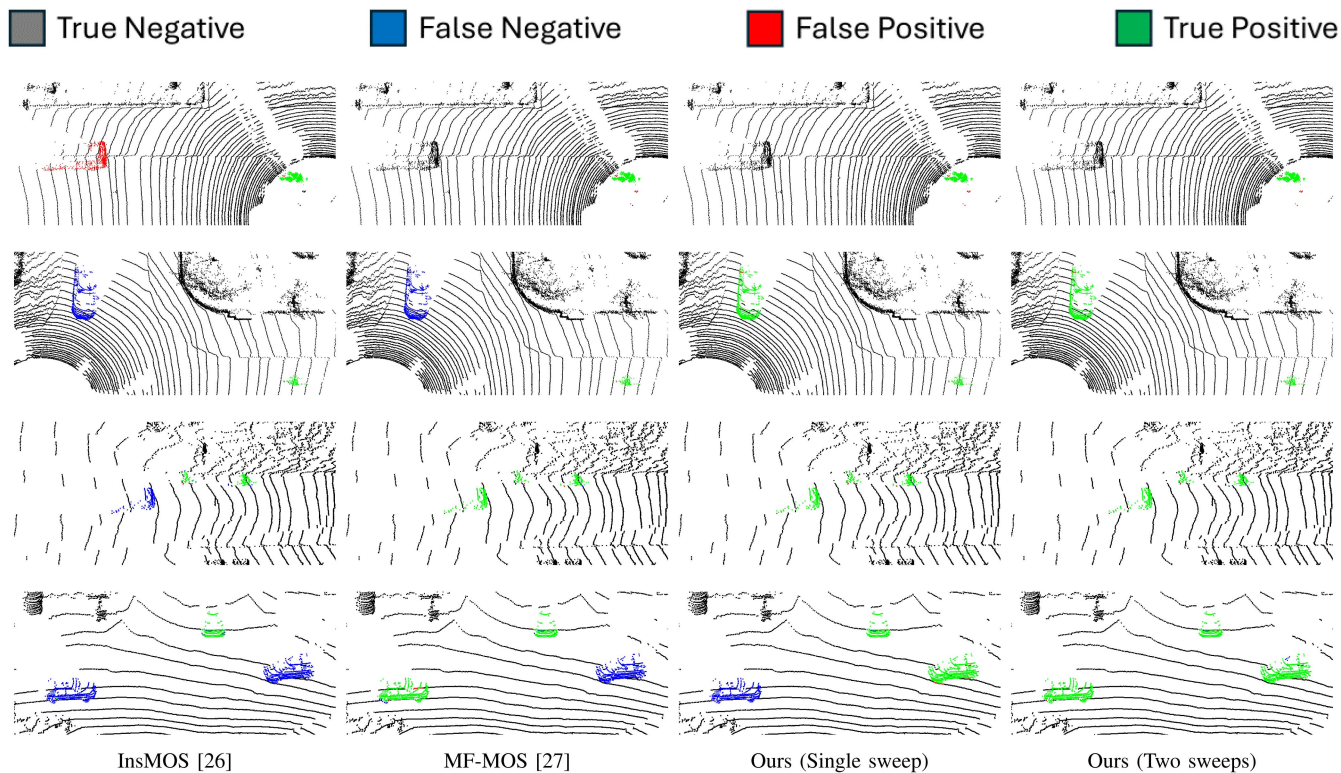 True Negative False Negative False Positive True Positive
InsMOS [26] MF-MOS [27] Ours (Single sweep) Ours (Two sweeps)